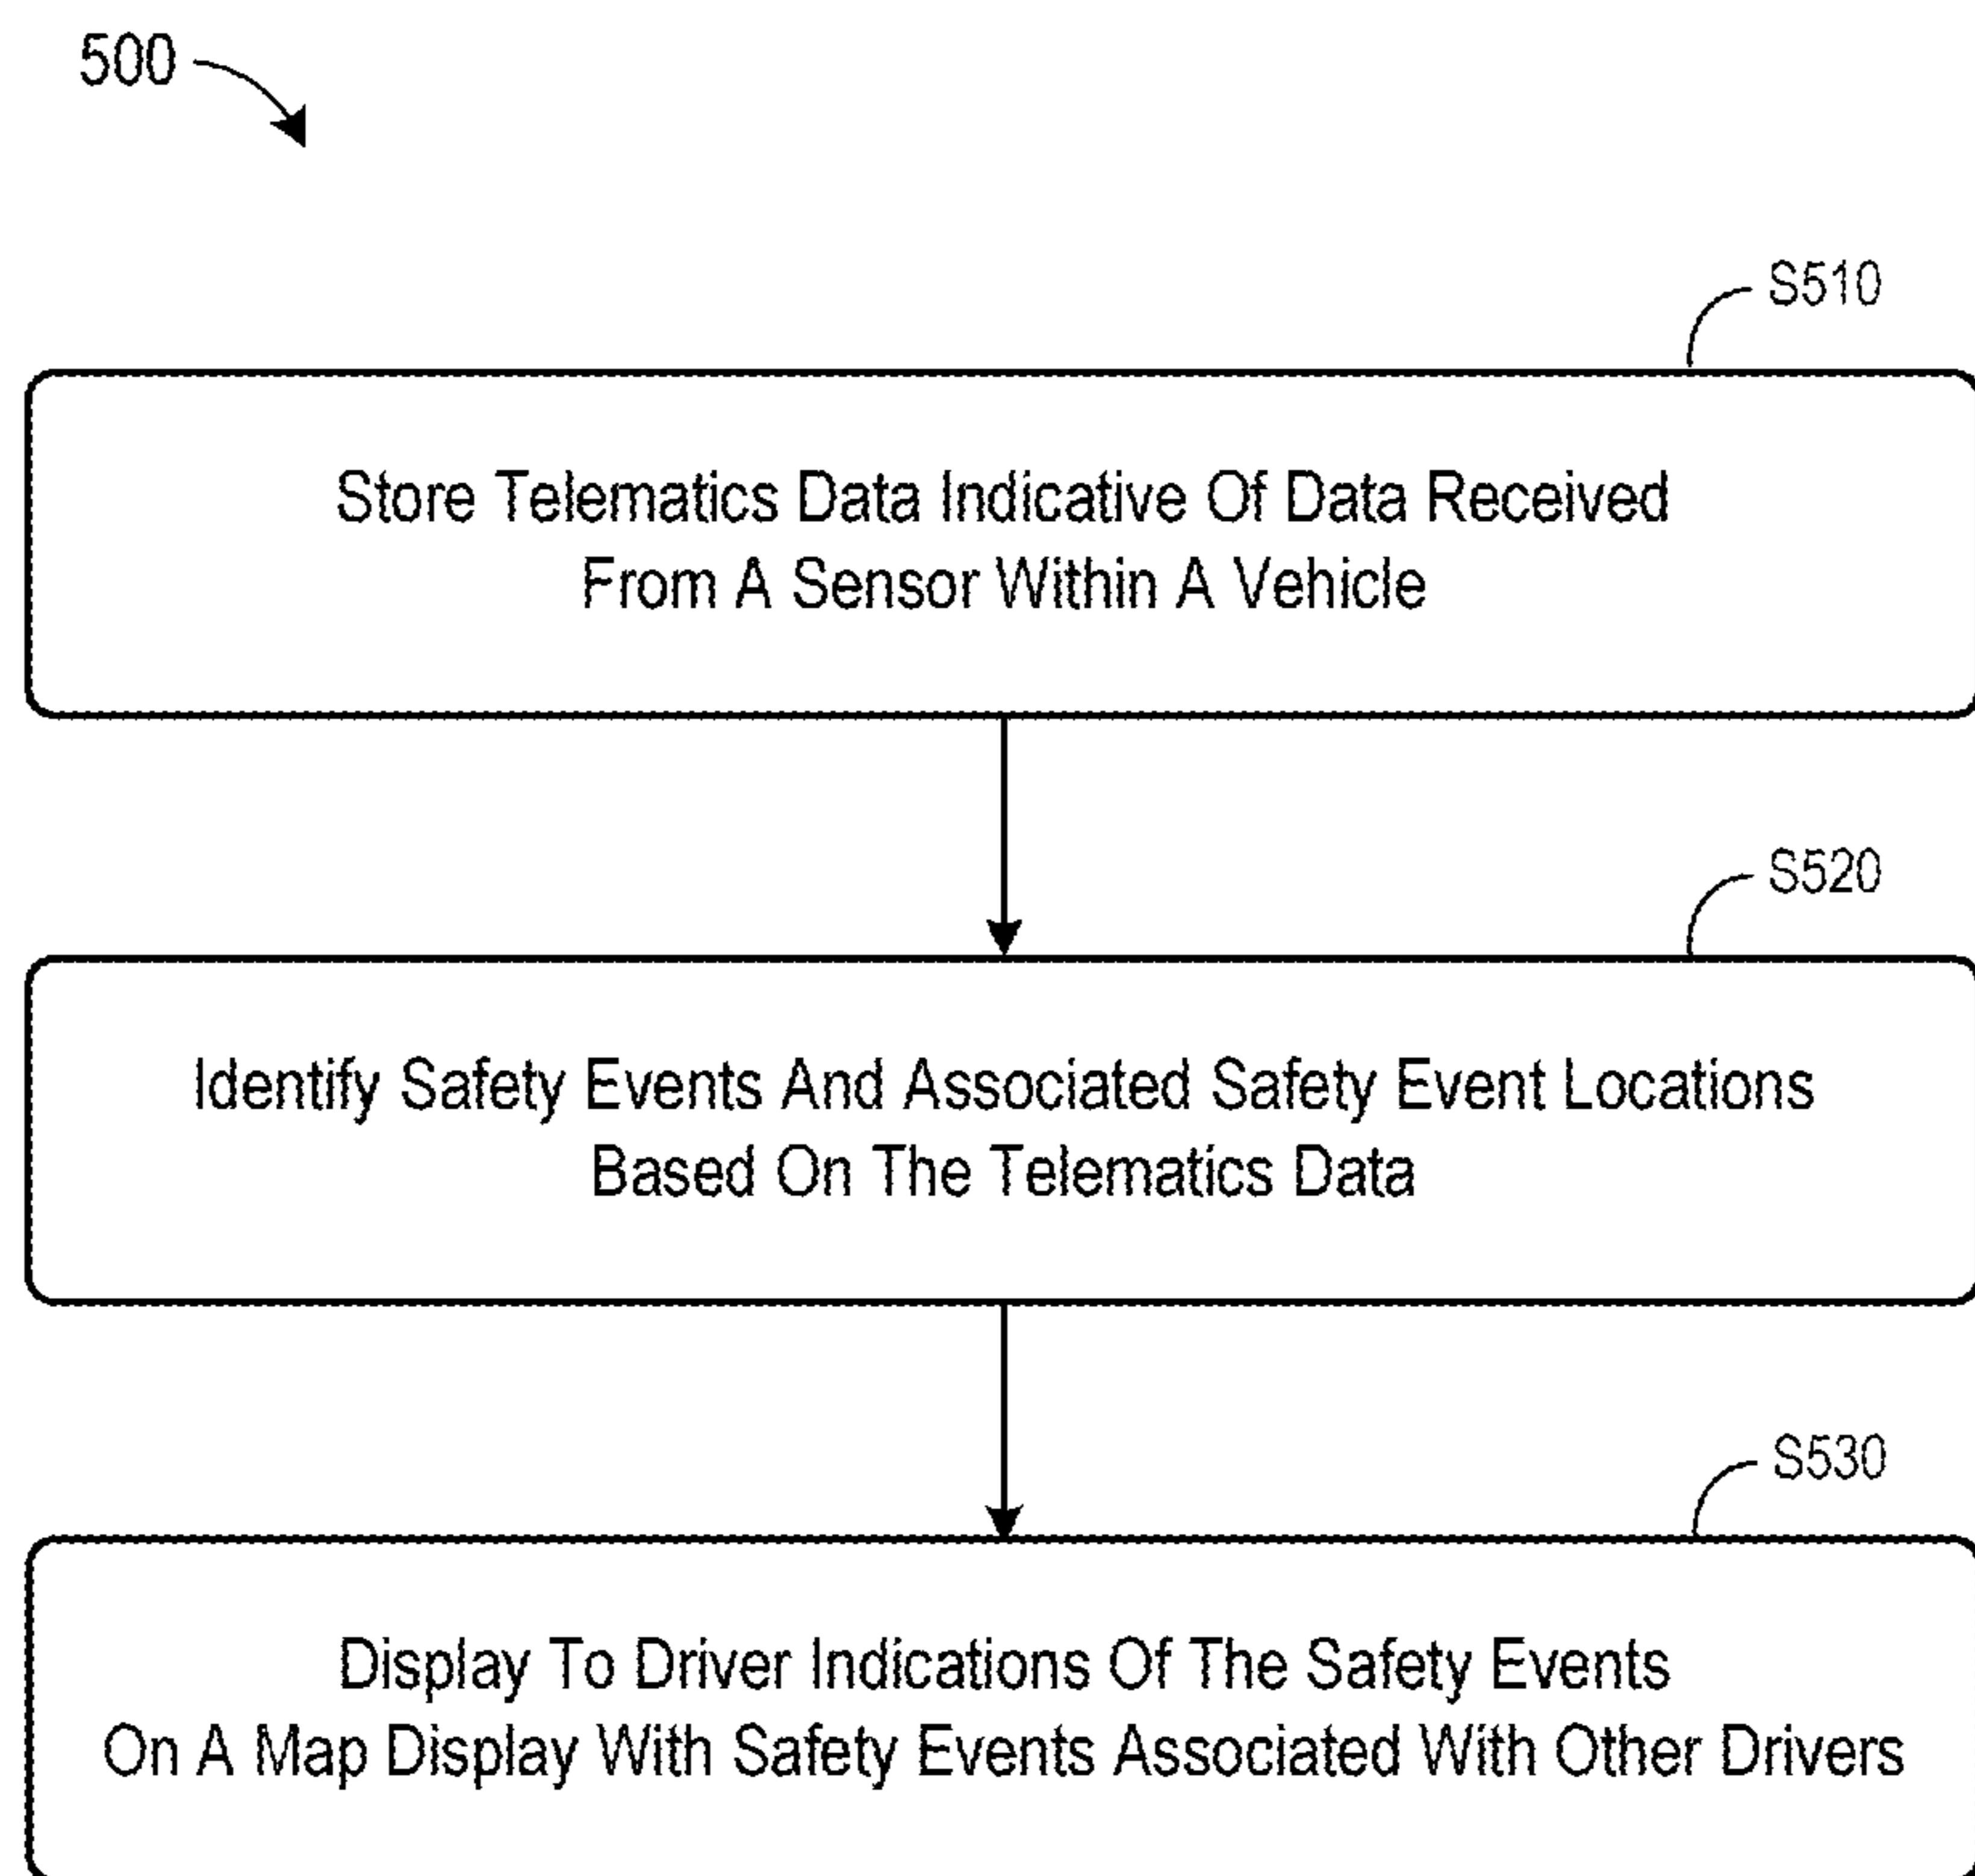 500
S510
Store Telematics Data Indicative Of Data Received
From A Sensor Within A Vehicle
S520
Identify Safety Events And Associated Safety Event Locations
Based On The Telematics Data
S530
Display To Driver Indications Of The Safety Events
On A Map Display With Safety Events Associated With Other Drivers